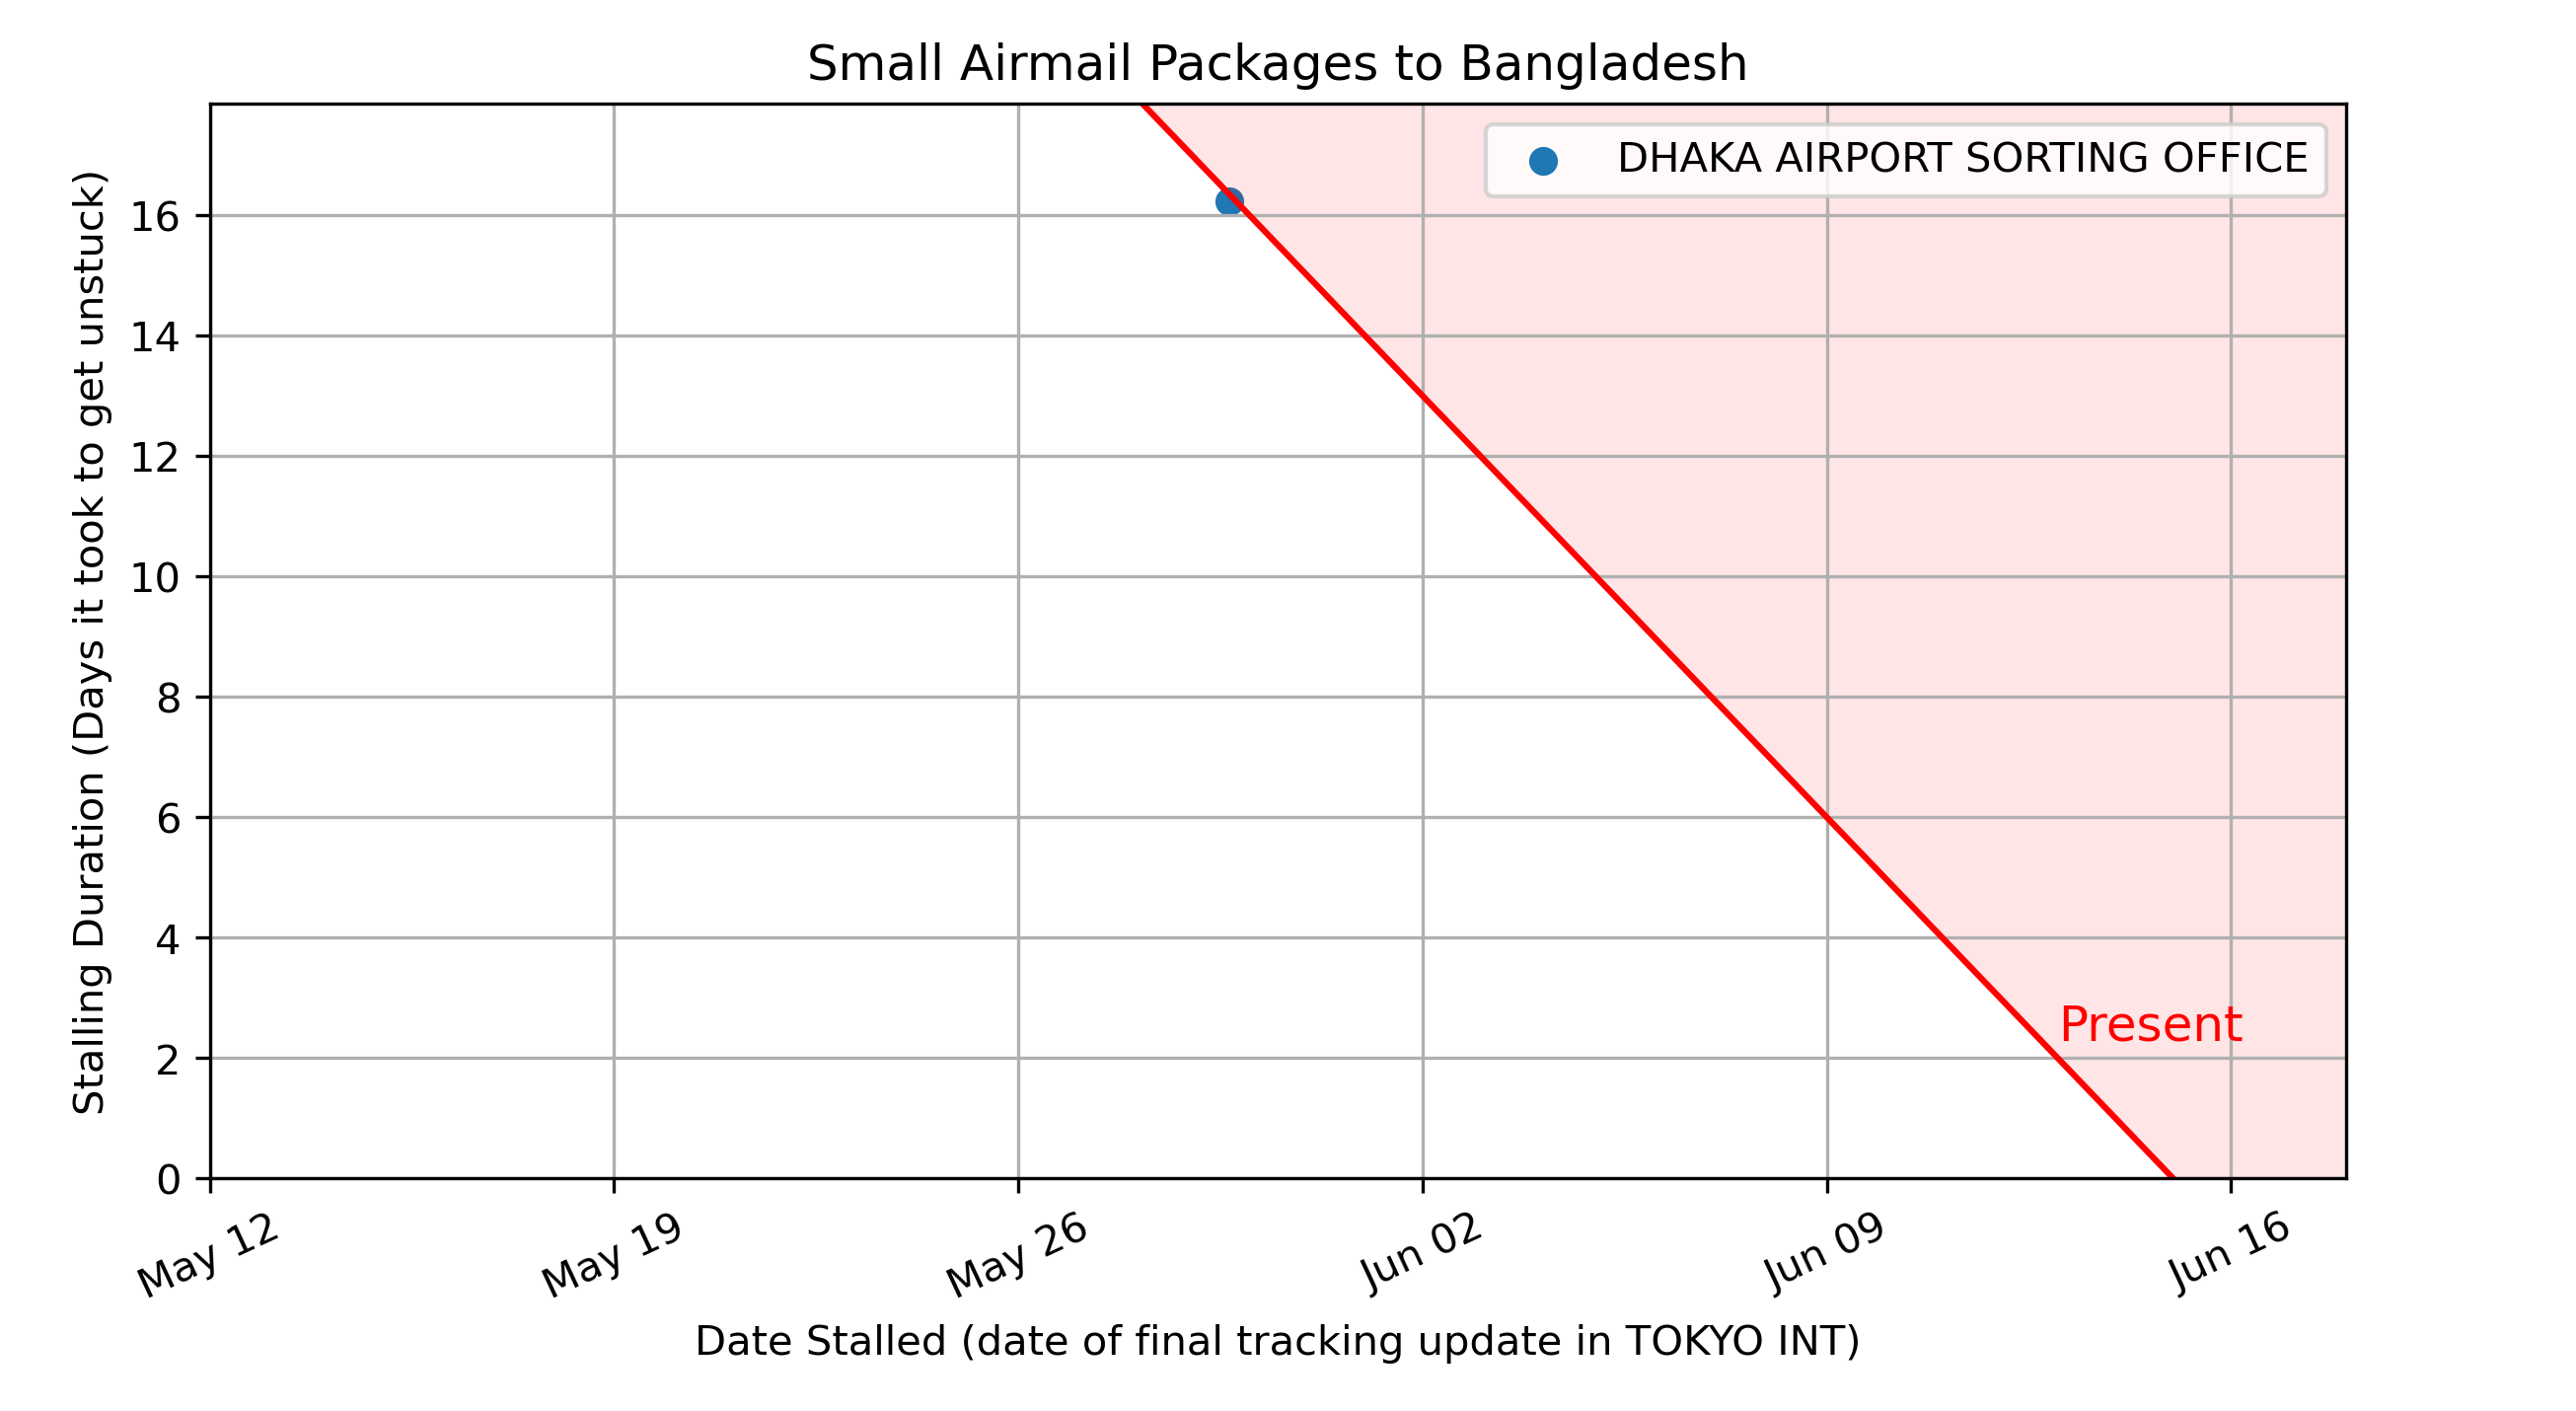 Small Airmail Packages to Bangladesh
DHAKA AIRPORT SORTING OFFICE
Stalling Duration (Days it took to get unstuck)
16
14
12
10
8
6
4
2
0
Present
May 12
May 19
May 26
Jun 02
Jun 09
Jun 16
Date Stalled (date of final tracking update in TOKYO INT)